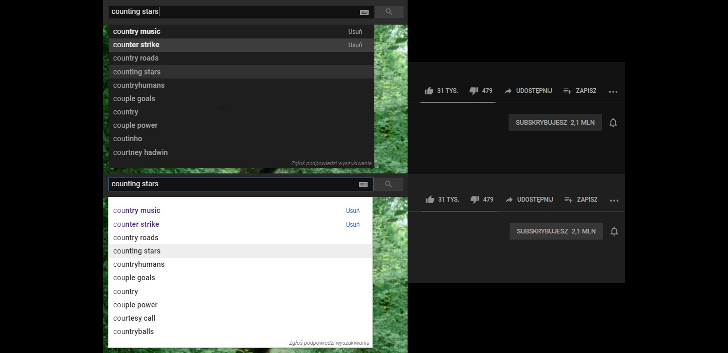 counting stars
country music Usuń
counter strike Usuń
country roads
counting stars
countryhumans
couple goals
country
couple power
coutinho
courtney hadwin
Zgłoś podpowiedzi wyszukiwania
31 TYS. 479 UDOSTĘPNIJ ZAPISZ
SUBSKRYBUJESZ 2,1 MLN
counting stars
country music Usuń
counter strike Usuń
country roads
counting stars
countryhumans
couple goals
country
couple power
courtesy call
countryballs
Zgłoś podpowiedzi wyszukiwania
31 TYS. 479 UDOSTĘPNIJ ZAPISZ
SUBSKRYBUJESZ 2,1 MLN